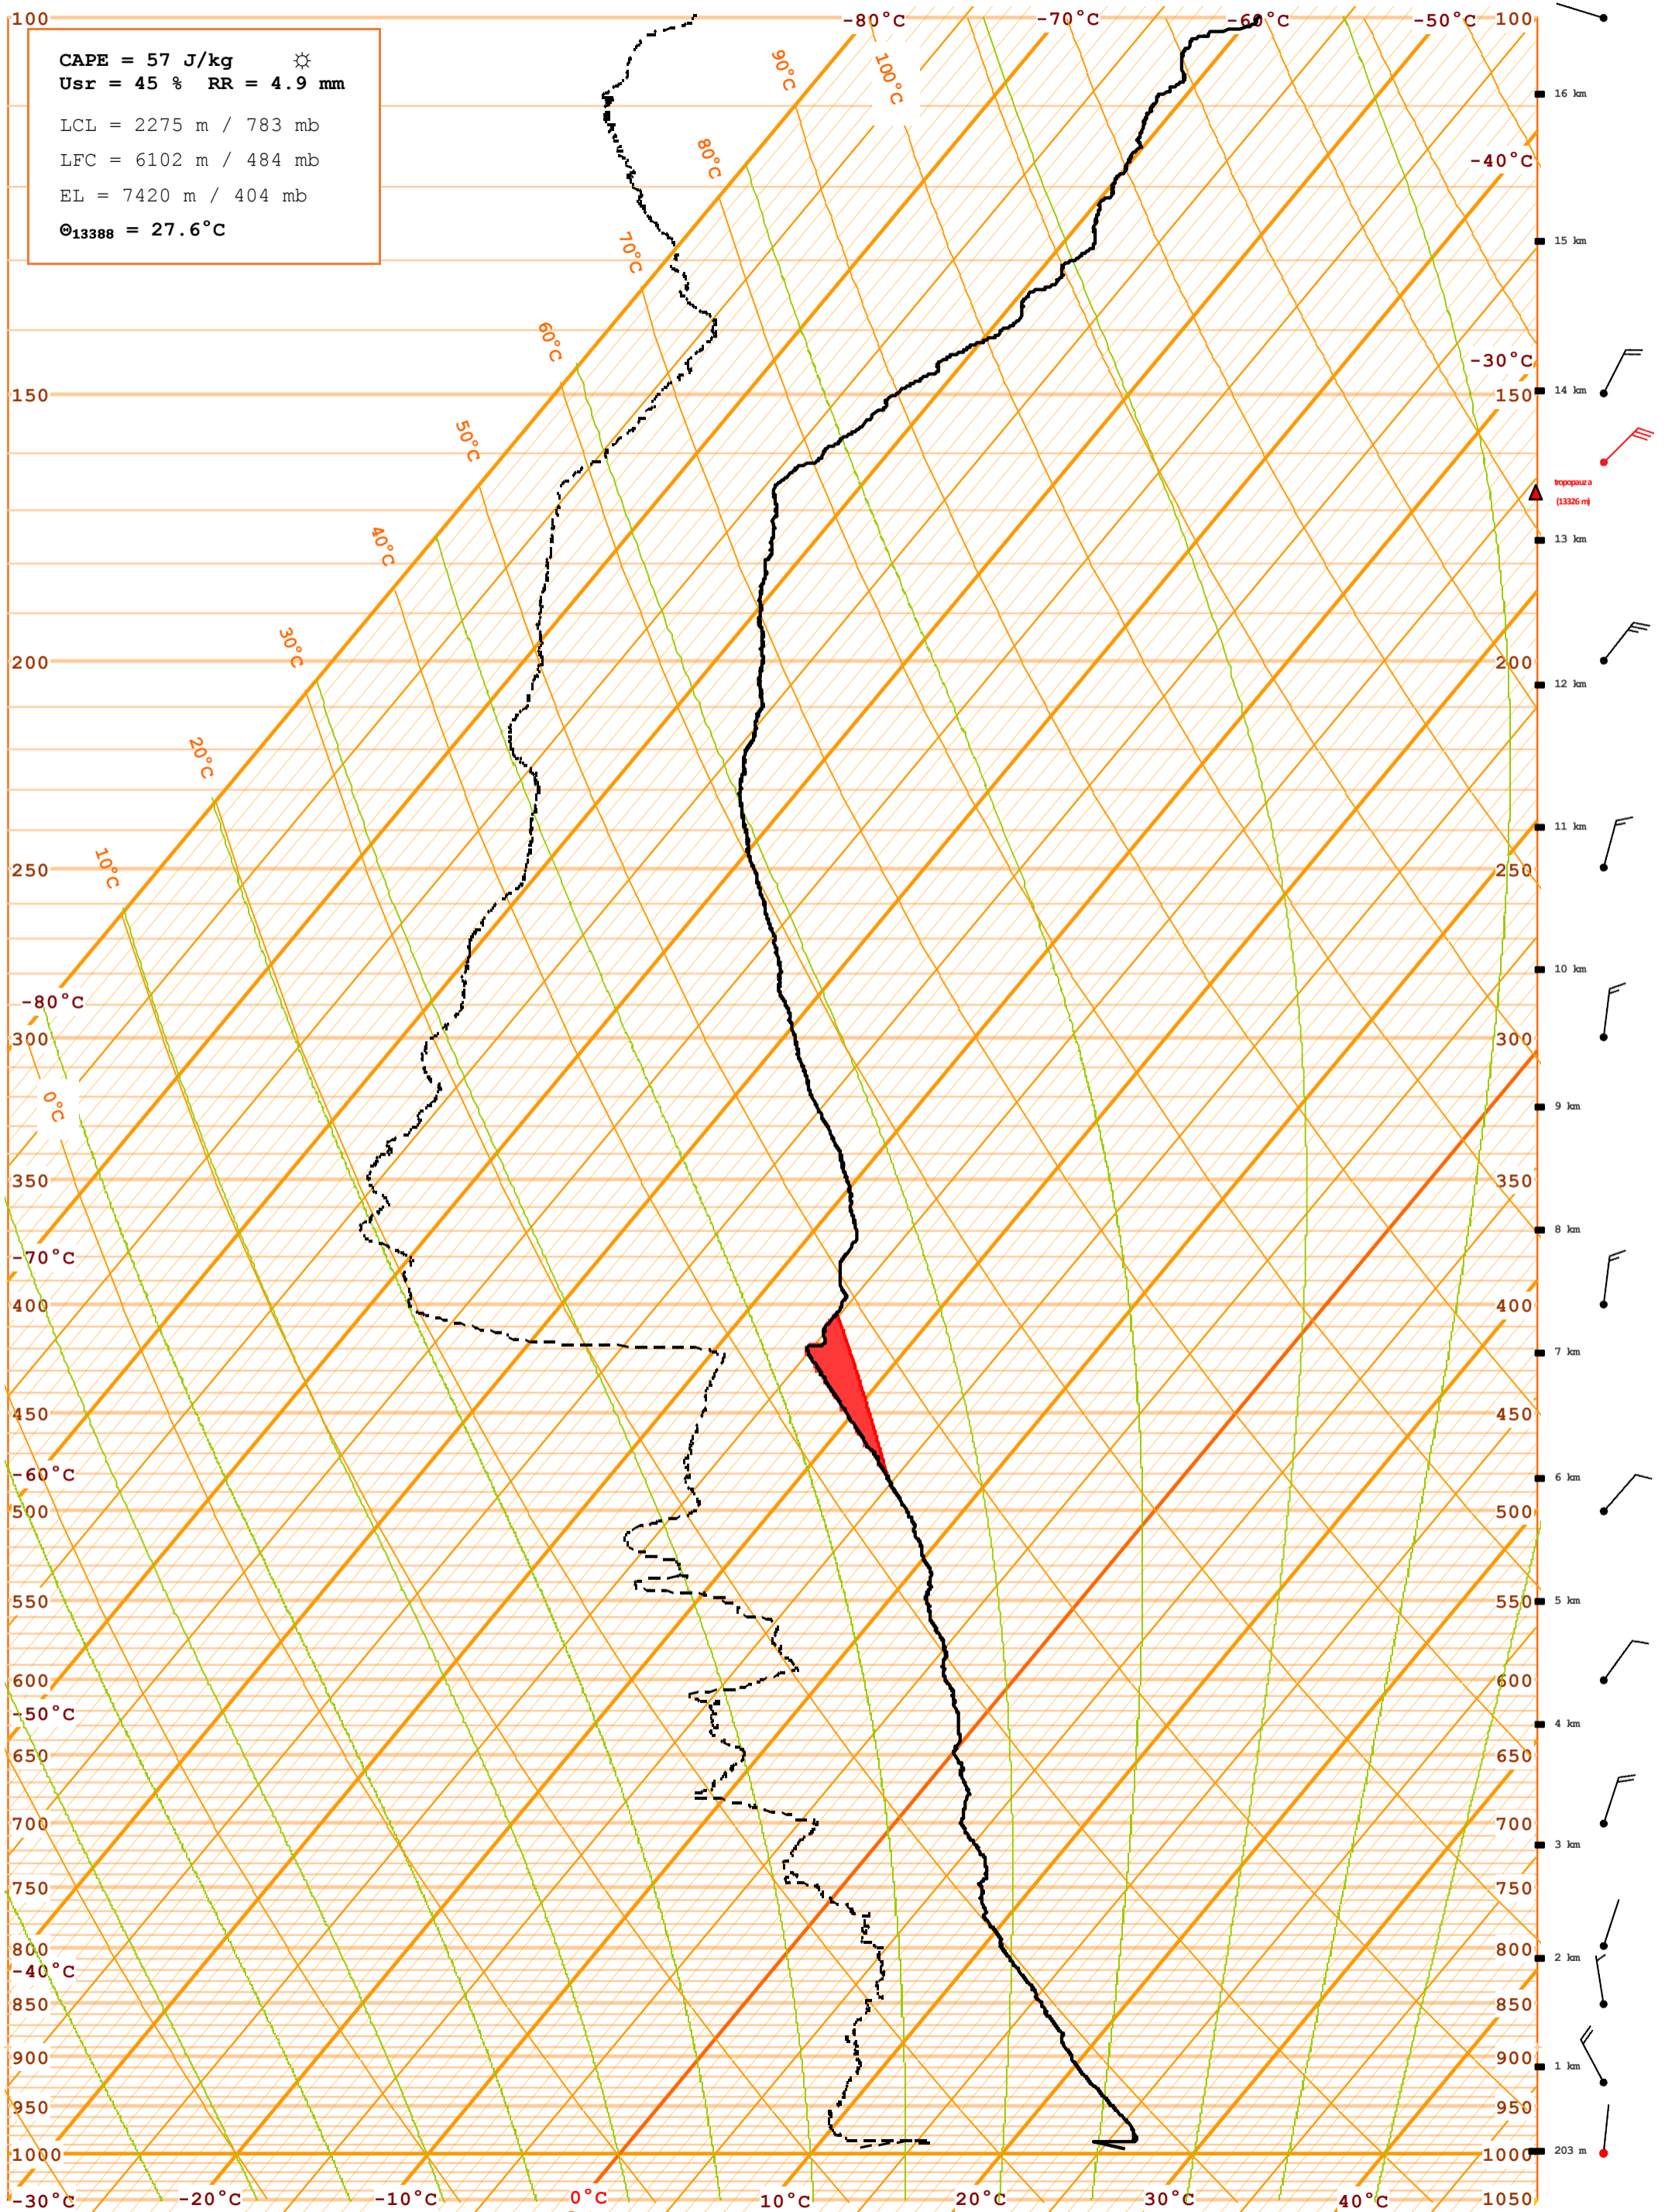 100 -80°C -70°C -60°C -50°C 100
CAPE = 57 J/kg ☼
Usr = 45 % RR = 4.9 mm
LCL = 2275 m / 783 mb
LFC = 6102 m / 484 mb
EL = 7420 m / 404 mb
Θ13388 = 27.6°C
90°C 100°C
16 km
80°C -40°C
70°C 15 km
60°C -30°C
150 150 14 km
50°C
tropopauza
(13326 m)
40°C 13 km
30°C
200 200 12 km
20°C
11 km
10°C 250 250
10 km
-80°C
300 300
0°C 9 km
350 350
8 km
-70°C
400 400
7 km
450 450
-60°C 6 km
500 500
550 550 5 km
600 600
-50°C 4 km
650 650
700 700
3 km
750 750
800 800 2 km
-40°C
850 850
900 900 1 km
950 950
1000 1000 203 m
-30°C -20°C -10°C 0°C 10°C 20°C 30°C 40°C 1050